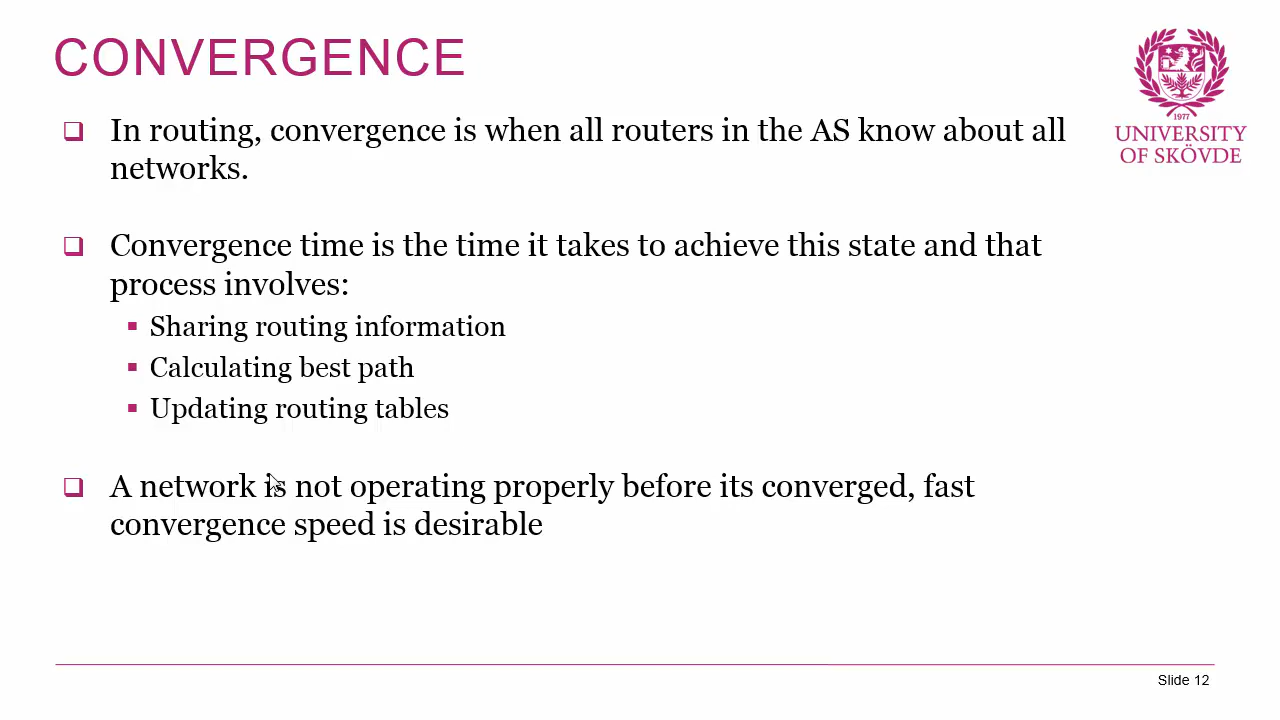 CONVERGENCE
In routing, convergence is when all routers in the AS know about all
networks.
Convergence time is the time it takes to achieve this state and that
process involves:
Sharing routing information
Calculating best path
Updating routing tables
A network is not operating properly before its converged, fast
convergence speed is desirable
1977
UNIVERSITY
OF SKÖVDE
Slide 12